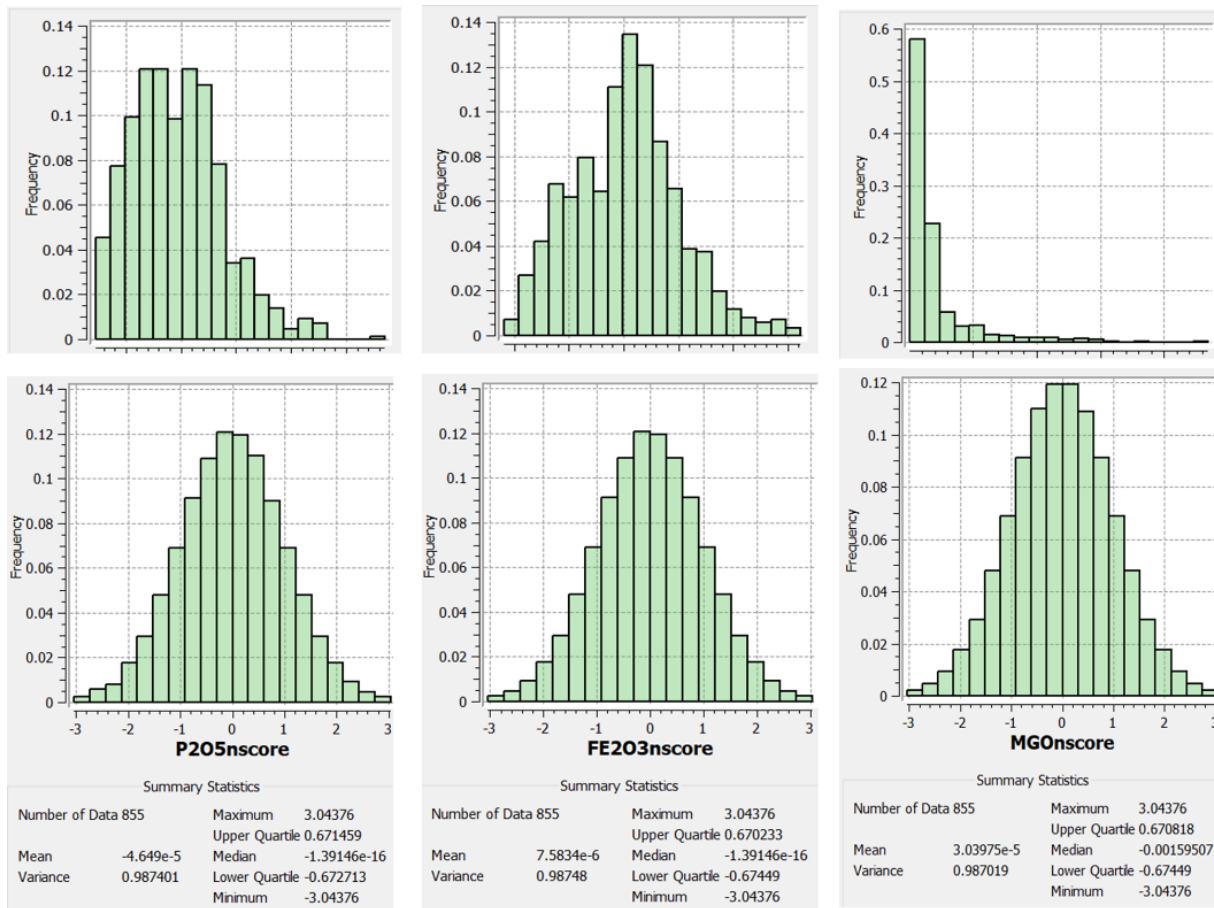 0.14
0.12
0.1
0.08
0.06
0.04
0.02
0
Frequency
0.14
0.12
0.1
0.08
0.06
0.04
0.02
0
Frequency
0.6
0.5
0.4
0.3
0.2
0.1
0
Frequency
0.14
0.12
0.1
0.08
0.06
0.04
0.02
0
Frequency
-3 -2 -1 0 1 2 3
P2O5nscore
Summary Statistics
Number of Data 855 Maximum 3.04376
Upper Quartile 0.671459
Mean -4.649e-5 Median -1.39146e-16
Variance 0.987401 Lower Quartile -0.672713
Minimum -3.04376
0.14
0.12
0.1
0.08
0.06
0.04
0.02
0
Frequency
-3 -2 -1 0 1 2 3
FE2O3nscore
Summary Statistics
Number of Data 855 Maximum 3.04376
Upper Quartile 0.670233
Mean 7.5834e-6 Median -1.39146e-16
Variance 0.98748 Lower Quartile -0.67449
Minimum -3.04376
0.12
0.1
0.08
0.06
0.04
0.02
0
Frequency
-3 -2 -1 0 1 2
MGOnscore
Summary Statistics
Number of Data 855 Maximum 3.04376
Upper Quartile 0.670818
Mean 3.03975e-5 Median -0.00159507
Variance 0.987019 Lower Quartile -0.67449
Minimum -3.04376